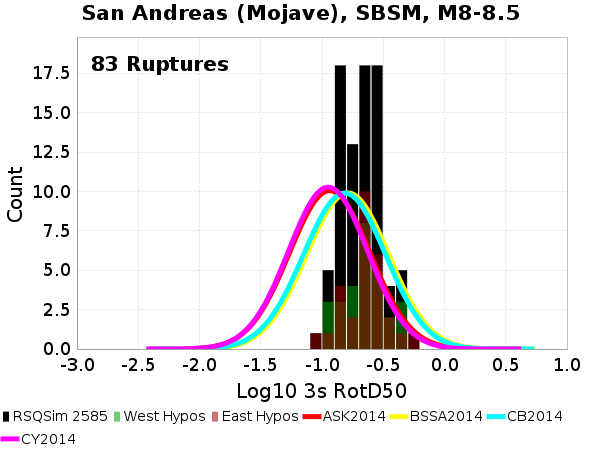 San Andreas (Mojave), SBSM, M8-8.5
83 Ruptures
Count
17.5
15.0
12.5
10.0
7.5
5.0
2.5
0.0
-3.0 -2.5 -2.0 -1.5 -1.0 -0.5 0.0 0.5 1.0
Log10 3s RotD50
RSQSim 2585 West Hypos East Hypos ASK2014 BSSA2014 CB2014
CY2014